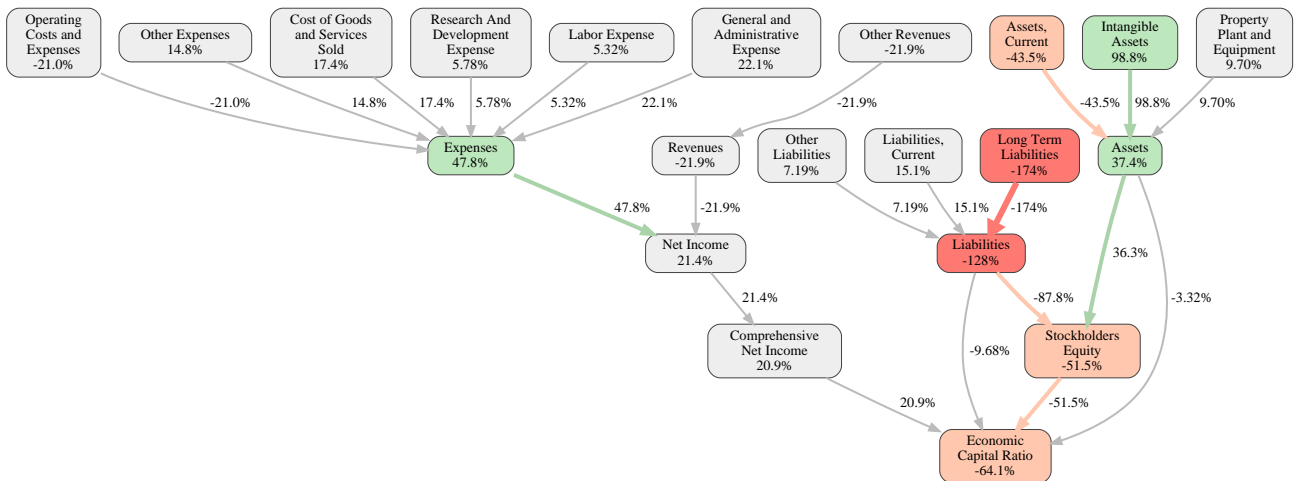 Operating
Costs and
Expenses
-21.0%
Other Expenses
14.8%
Cost of Goods
and Services
Sold
17.4%
Research And
Development
Expense
5.78%
Labor Expense
5.32%
General and
Administrative
Expense
22.1%
Other Revenues
-21.9%
Assets,
Current
-43.5%
Intangible
Assets
98.8%
Property
Plant and
Equipment
9.70%
-21.0%
14.8%
17.4%
5.78%
5.32%
22.1%
-21.9%
-43.5%
98.8%
9.70%
Expenses
47.8%
Revenues
-21.9%
Other
Liabilities
7.19%
Liabilities,
Current
15.1%
Long Term
Liabilities
-174%
Assets
37.4%
47.8%
-21.9%
7.19%
15.1%
-174%
Net Income
21.4%
Liabilities
-128%
36.3%
21.4%
-87.8%
-3.32%
Comprehensive
Net Income
20.9%
-9.68%
Stockholders
Equity
-51.5%
20.9%
-51.5%
Economic
Capital Ratio
-64.1%